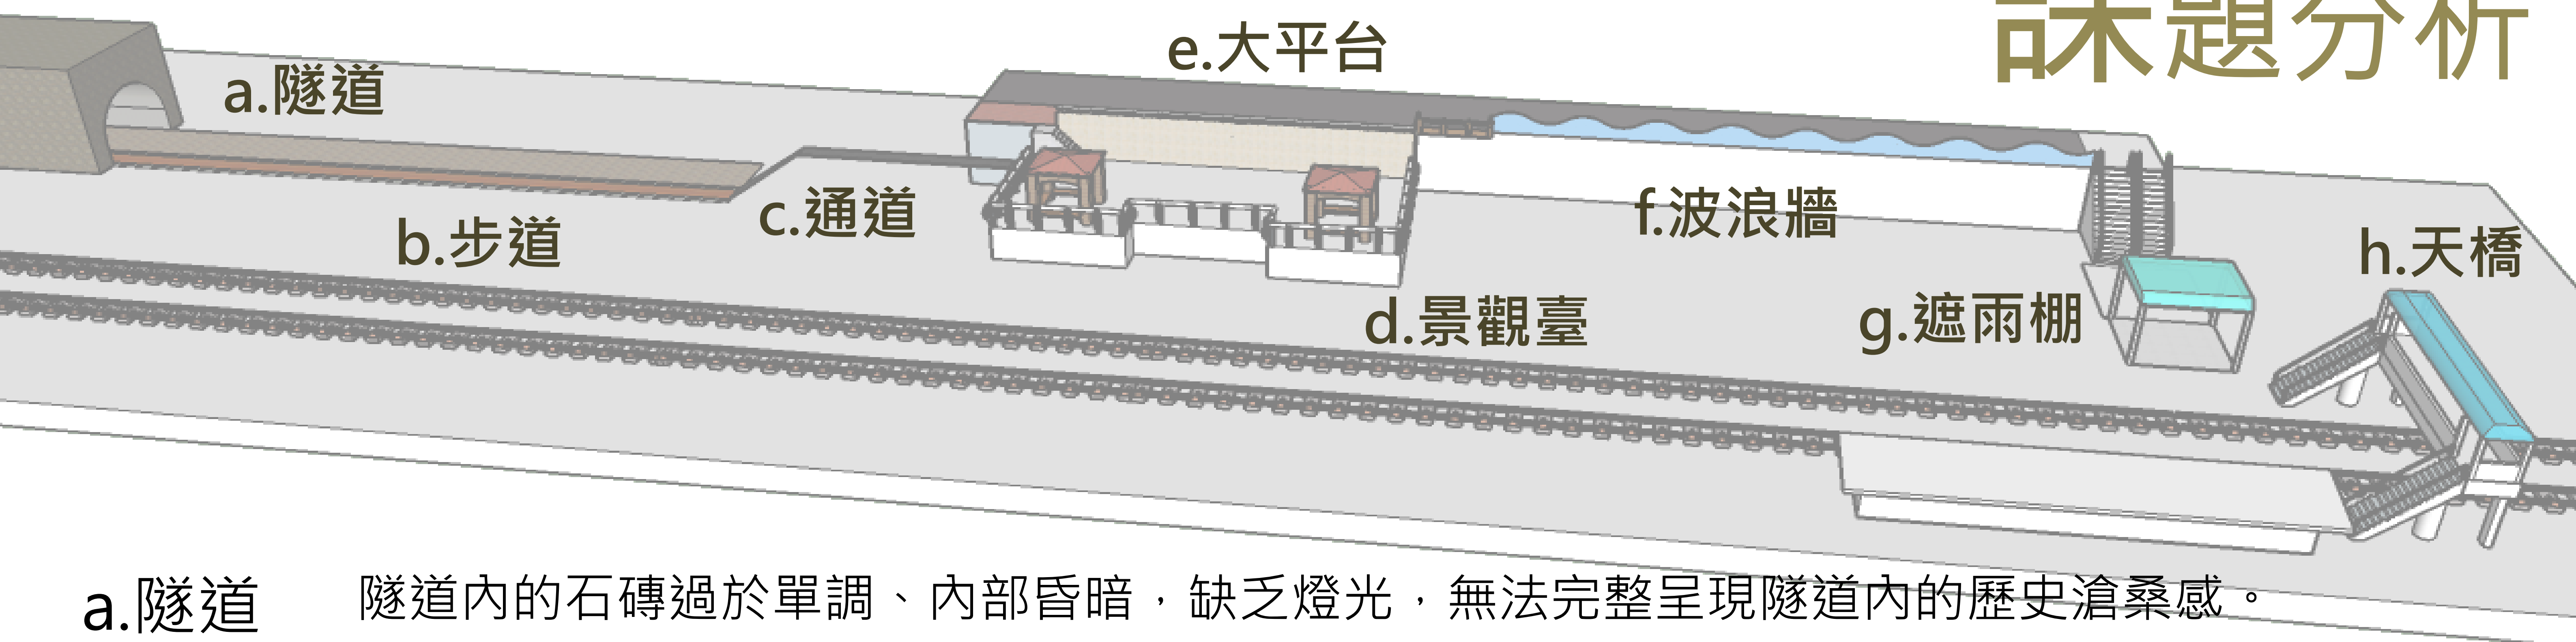 課題分析
e.大平台
a.隧道
b.步道
c.通道
f.波浪牆
h.天橋
d.景觀臺
g.遮雨棚
a.隧道 隧道內的石磚過於單調、內部昏暗，缺乏燈光，無法完整呈現隧道內的歷史滄桑感。